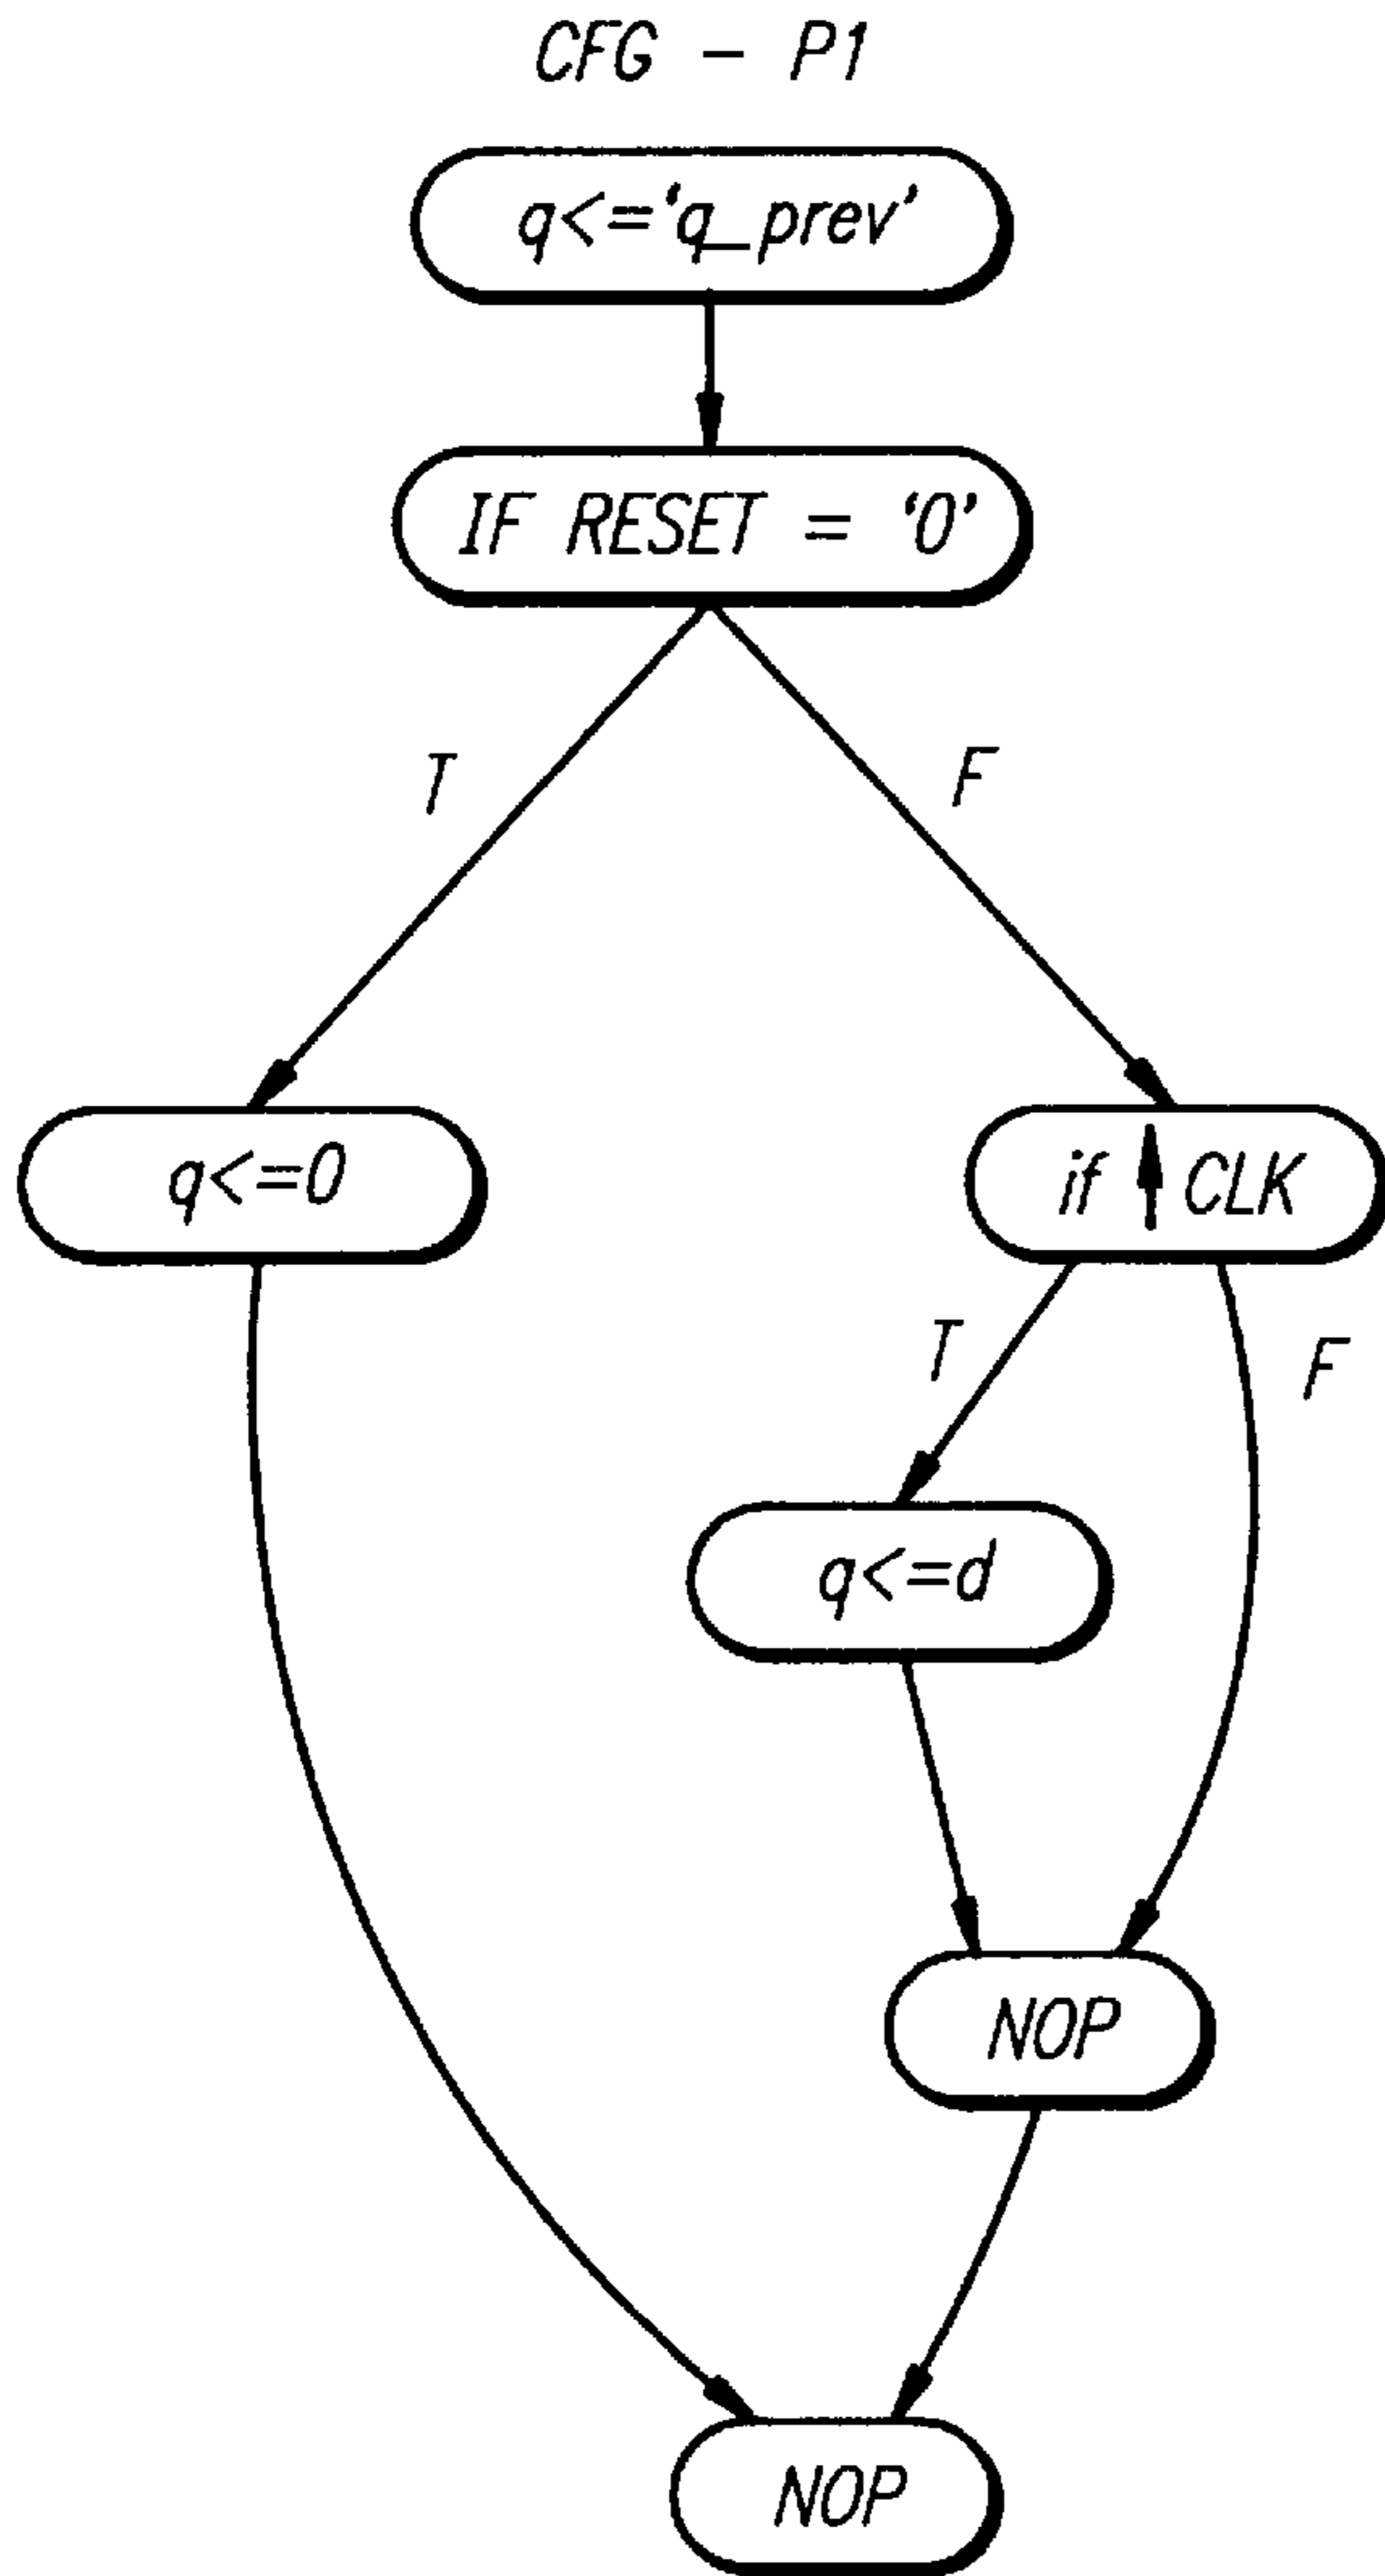 CFG - P1
q<=‘q_prev’
IF RESET = ‘0’
T
F
q<=0
if ↑ CLK
T
F
q<=d
NOP
NOP